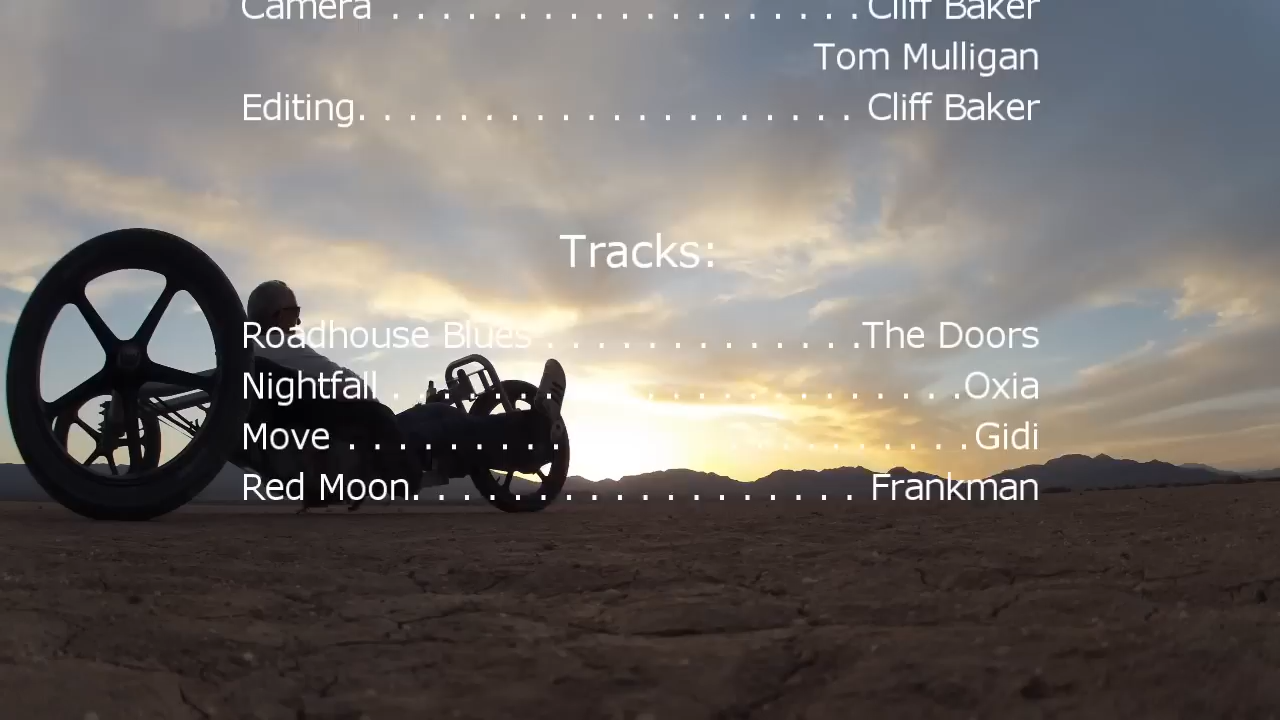 Camera . . . . . . . . . . . . . . . . . . . .Cliff Baker
Tom Mulligan
Editing. . . . . . . . . . . . . . . . . . . . . Cliff Baker
Tracks:
Roadhouse Blues . . . . . . . . . . . . . .The Doors
Nightfall . . . . . . . . . . . . . . . . . . . . . . . .Oxia
Move . . . . . . . . . . . . . . . . . . . . . . . . . .Gidi
Red Moon. . . . . . . . . . . . . . . . . . . Frankman